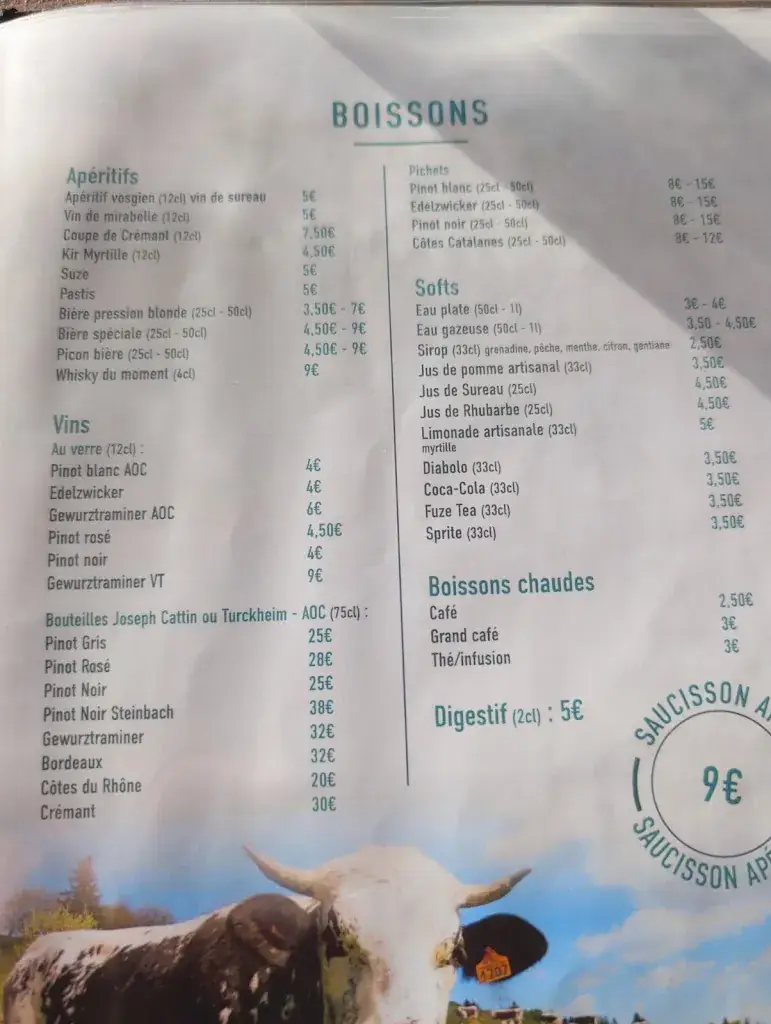 BOISSONS
Apéritifs
Apéritif vosgien (12cl) vin de sureau 5€
Vin de mirabelle (12cl) 5€
Coupe de Crémant (12cl) 7,50€
Kir Myrtille (12cl) 4,50€
Suze 5€
Pastis 5€
Bière pression blonde (25cl - 50cl) 3,50€ - 7€
Bière spéciale (25cl - 50cl) 4,50€ - 9€
Picon bière (25cl - 50cl) 4,50€ - 9€
Whisky du moment (4cl) 9€
Vins
Au verre (12cl) :
Pinot blanc AOC 4€
Edelzwicker 4€
Gewurztraminer AOC 6€
Pinot rosé 4,50€
Pinot noir 4€
Gewurztraminer VT 9€
Bouteilles Joseph Cattin ou Turckheim - AOC (75cl) :
Pinot Gris 25€
Pinot Rosé 28€
Pinot Noir 25€
Pinot Noir Steinbach 38€
Gewurztraminer 32€
Bordeaux 32€
Côtes du Rhône 20€
Crémant 30€
Pichets
Pinot blanc (25cl - 50cl) 8€ - 15€
Edelzwicker (25cl - 50cl) 8€ - 15€
Pinot noir (25cl - 50cl) 8€ - 15€
Côtes Catalanes (25cl - 50cl) 8€ - 12€
Softs
Eau plate (50cl - 1l) 3€ - 4€
Eau gazeuse (50cl - 1l) 3,50 - 4,50€
Sirop (33cl) grenadine, pêche, menthe, citron, gentiane 2,50€
Jus de pomme artisanal (33cl) 3,50€
Jus de Sureau (25cl) 4,50€
Jus de Rhubarbe (25cl) 4,50€
Limonade artisanale (33cl) 5€
myrtille
Diabolo (33cl) 3,50€
Coca-Cola (33cl) 3,50€
Fuze Tea (33cl) 3,50€
Sprite (33cl) 3,50€
Boissons chaudes
Café 2,50€
Grand café 3€
Thé/infusion 3€
Digestif (2cl) : 5€
SAUCISSON A
9€
SAUCISSON APÉ